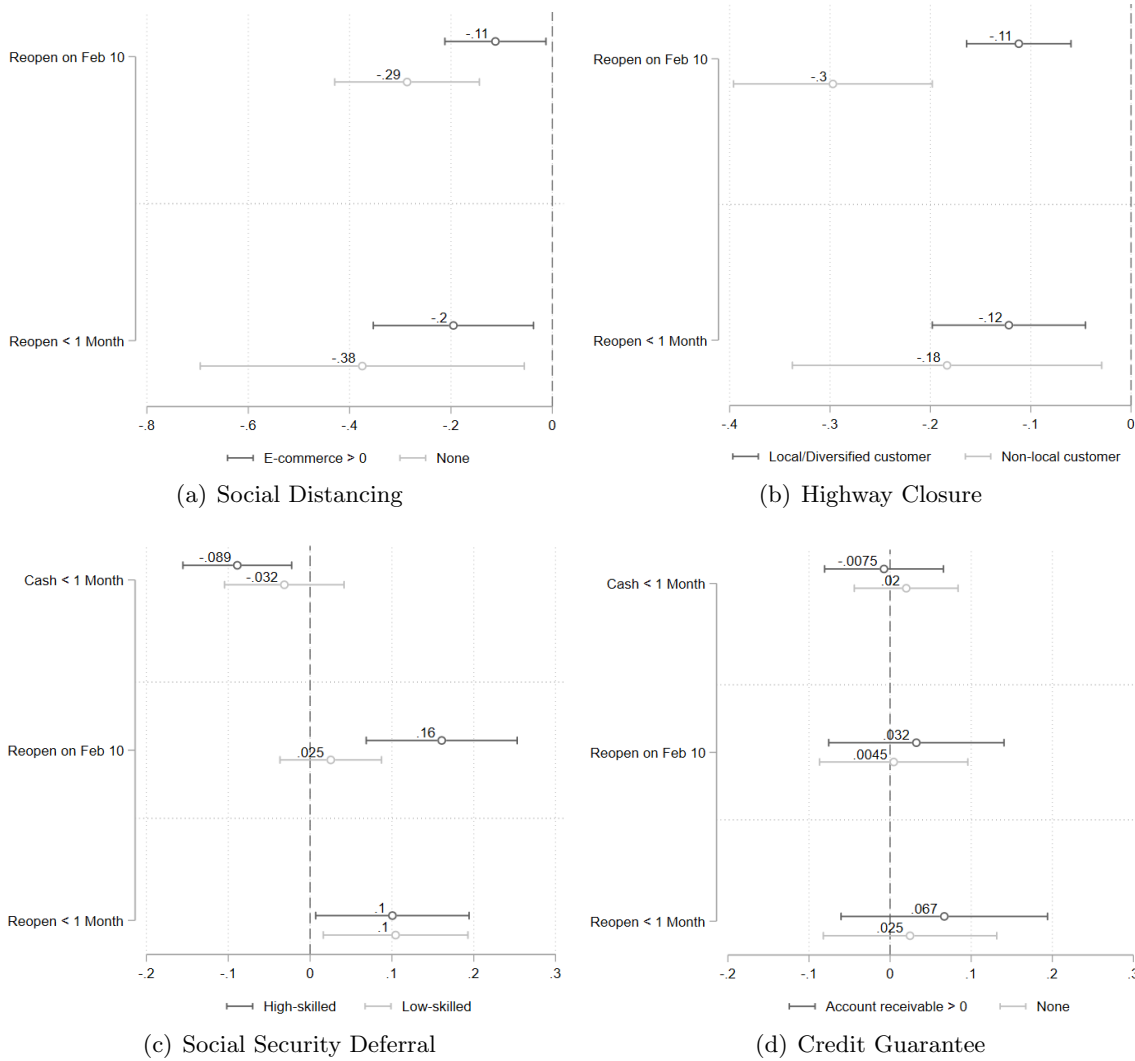 -.11
Reopen on Feb 10
-.29
-.2
Reopen < 1 Month
-.38
-.8 -.6 -.4 -.2 0
E-commerce > 0 None
(a) Social Distancing
-.11
Reopen on Feb 10
-.3
-.12
Reopen < 1 Month
-.18
-.4 -.3 -.2 -.1 0
Local/Diversified customer Non-local customer
(b) Highway Closure
-.089
Cash < 1 Month
-.032
.16
Reopen on Feb 10
.025
.1
Reopen < 1 Month
.1
-.2 -.1 0 .1 .2 .3
High-skilled Low-skilled
(c) Social Security Deferral
-.0075
Cash < 1 Month
.02
.032
Reopen on Feb 10
.0045
.067
Reopen < 1 Month
.025
-.2 -.1 0 .1 .2 .3
Account receivable > 0 None
(d) Credit Guarantee